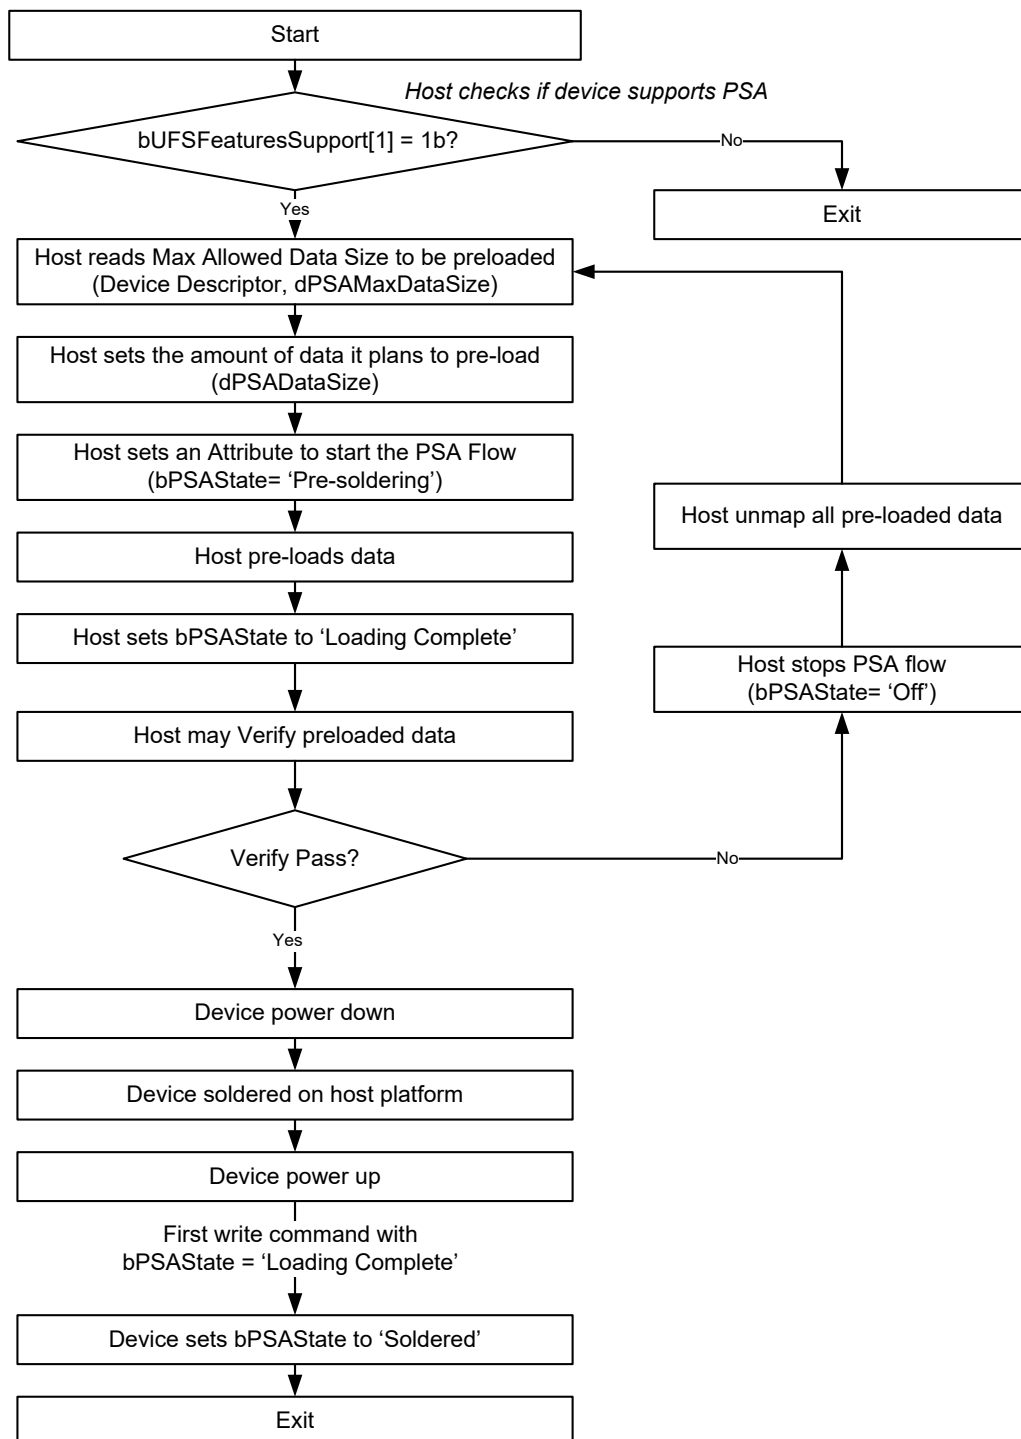 Start
Host checks if device supports PSA
bUFSFeaturesSupport[1] = 1b?
No
Exit
Yes
Host reads Max Allowed Data Size to be preloaded
(Device Descriptor, dPSAMaxDataSize)
Host sets the amount of data it plans to pre-load
(dPSADataSize)
Host sets an Attribute to start the PSA Flow
(bPSAState= ‘Pre-soldering’)
Host unmap all pre-loaded data
Host pre-loads data
Host sets bPSAState to ‘Loading Complete’
Host stops PSA flow
(bPSAState= ‘Off’)
Host may Verify preloaded data
Verify Pass?
No
Yes
Device power down
Device soldered on host platform
Device power up
First write command with
bPSAState = ‘Loading Complete’
Device sets bPSAState to ‘Soldered’
Exit